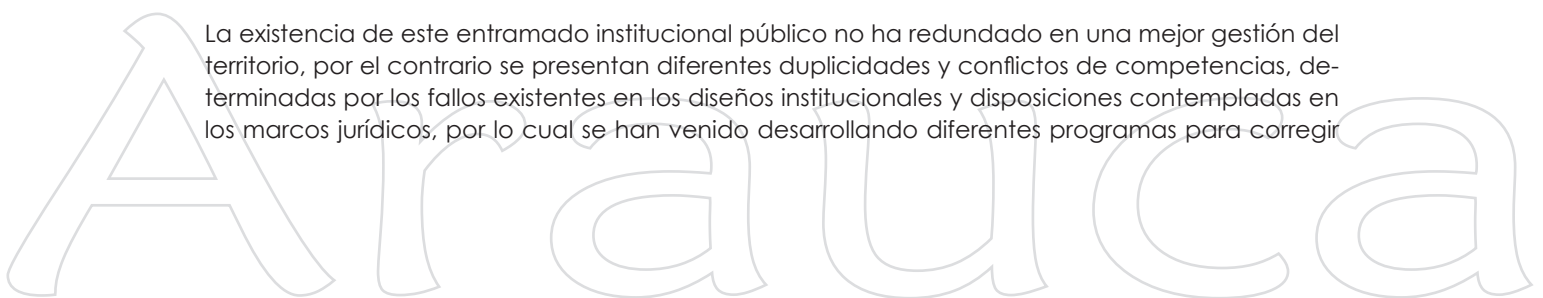 La existencia de este entramado institucional público no ha redundado en una mejor gestión del
territorio, por el contrario se presentan diferentes duplicidades y conflictos de competencias, de-
terminadas por los fallos existentes en los diseños institucionales y disposiciones contempladas en
los marcos jurídicos, por lo cual se han venido desarrollando diferentes programas para corregir
Arauca